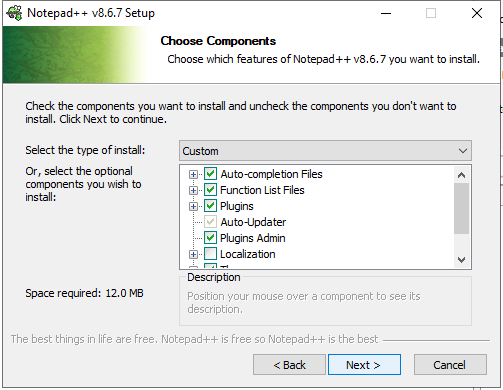 Notepad++ v8.6.7 Setup
Choose Components
Choose which features of Notepad++ v8.6.7 you want to install.
Check the components you want to install and uncheck the components you don't want to
install. Click Next to continue.
Select the type of install:
Custom
Or, select the optional
components you wish to
install:
Auto-completion Files
Function List Files
Plugins
Auto-Updater
Plugins Admin
Localization
Space required: 12.0 MB
Description
Position your mouse over a component to see its
description.
The best things in life are free. Notepad++ is free so Notepad++ is the best
< Back
Next >
Cancel